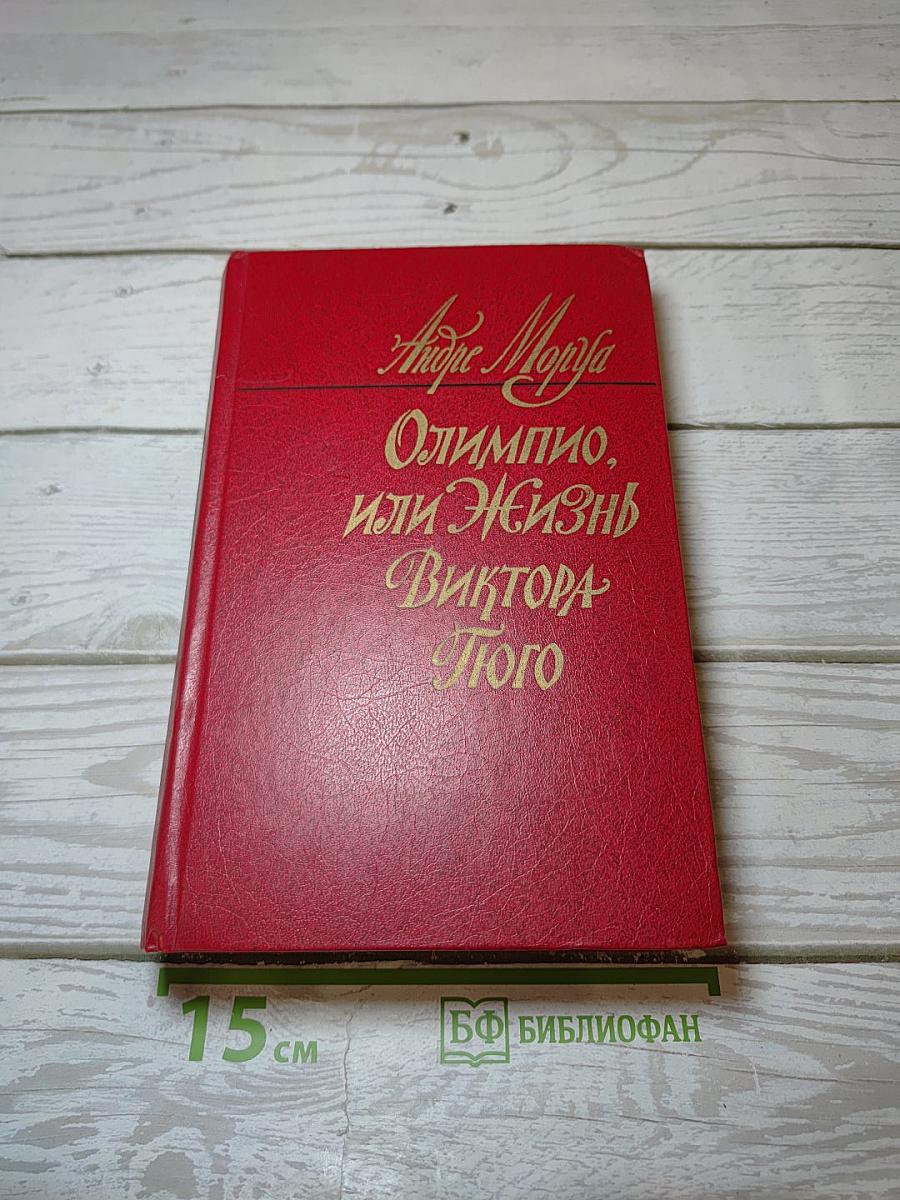 Андре Моруа
Олимпио,
или Жизнь
Виктора
Гюго
15 см
БФ БИБЛИОФАН